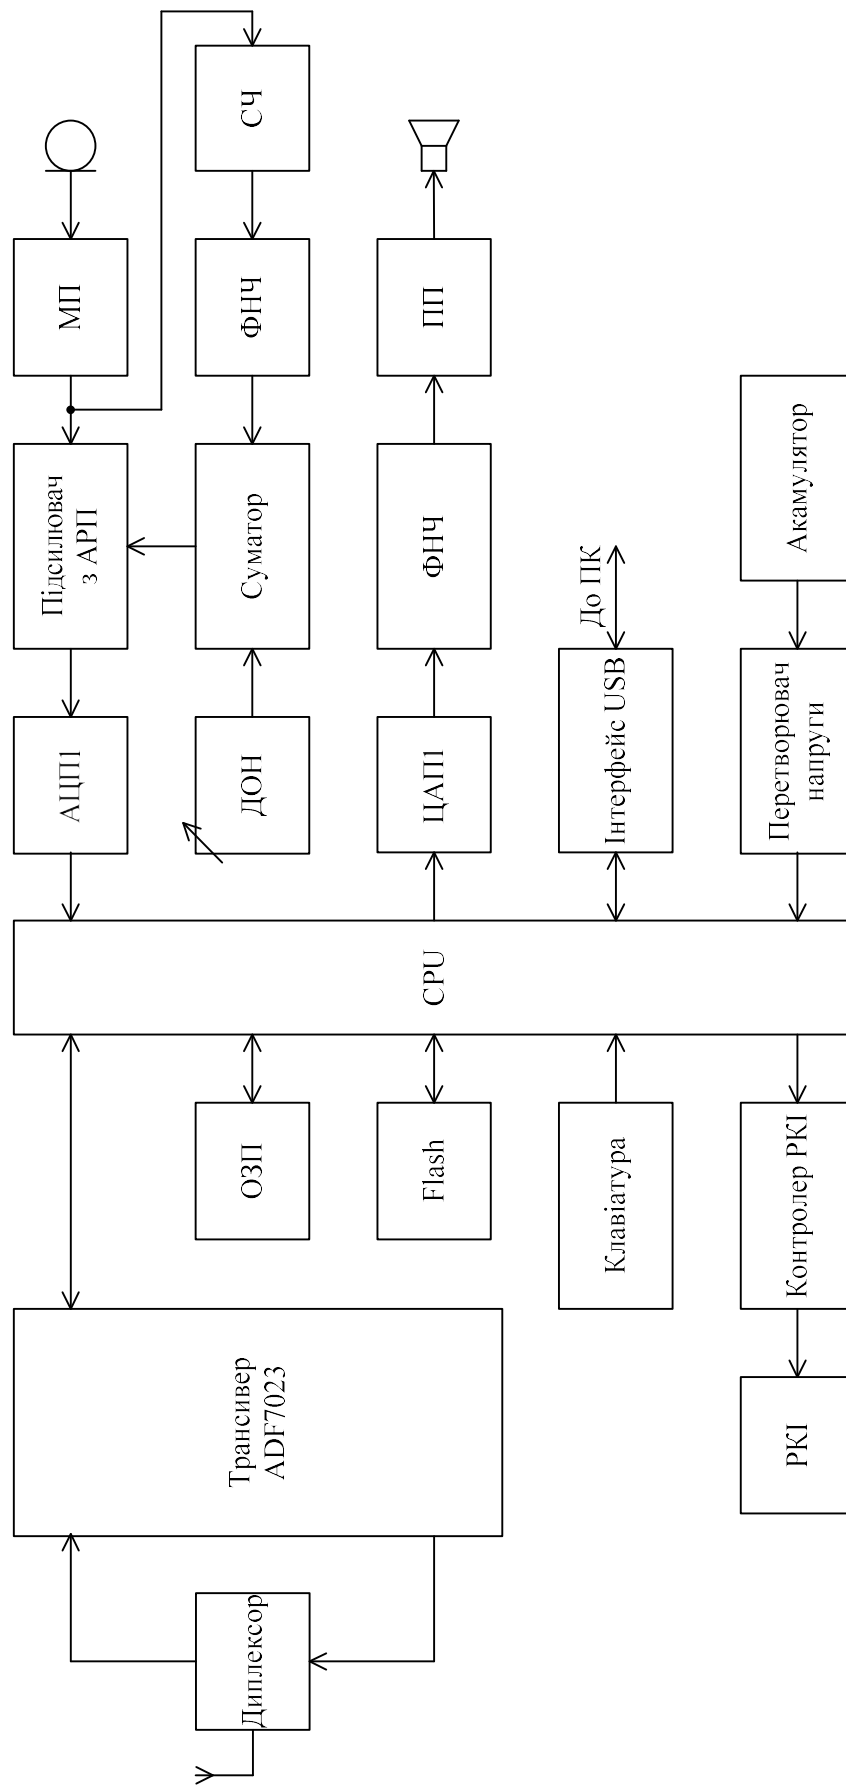 АЦП1
Підсилювач
з АРП
МП
Диплексор
Трансивер
ADF7023
ОЗП
ДОН
Суматор
ФНЧ
СЧ
Flash
CPU
ЦАП1
ФНЧ
ПП
Клавіатура
Інтерфейс USB
До ПК
РКІ
Контролер РКІ
Перетворювач
напруги
Акамулятор